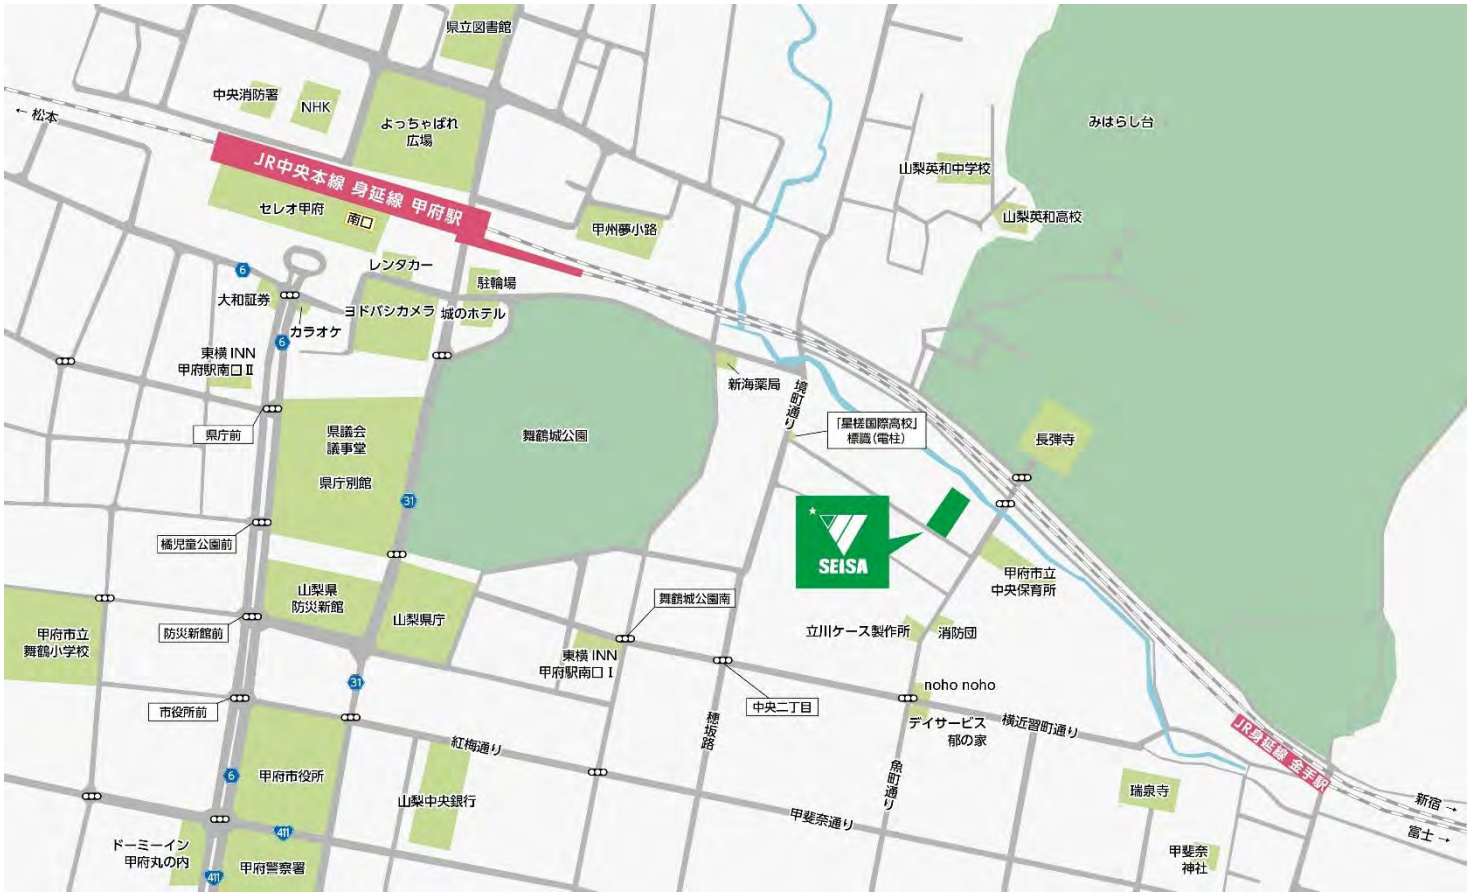 県立図書館
中央消防署
NHK
よっちゃばれ
広場
← 松本
みはらし台
JR中央本線 身延線 甲府駅
山梨英和中学校
セレオ甲府
南口
甲州夢小路
山梨英和高校
レンタカー
6
駐輪場
大和証券
ヨドバシカメラ
城のホテル
カラオケ
6
東横 INN
甲府駅南口 Ⅱ
新海薬局
境町通り
県庁前
県議会
議事堂
県庁別館
舞鶴城公園
「星槎国際高校」
標識(電柱)
長弾寺
31
橘児童公園前
SEISA
甲府市立
中央保育所
山梨県
防災新館
山梨県庁
舞鶴城公園南
防災新館前
甲府市立
舞鶴小学校
立川ケース製作所
消防団
東横 INN
甲府駅南口 Ⅰ
31
noho noho
市役所前
中央二丁目
穂坂路
デイサービス
郁の家
横近習町通り
紅梅通り
JR身延線 金手駅
6
甲府市役所
山梨中央銀行
魚町通り
瑞泉寺
新宿 →
甲斐奈通り
富士 →
411
ドーミーイン
甲府丸の内
甲府警察署
411
甲斐奈
神社